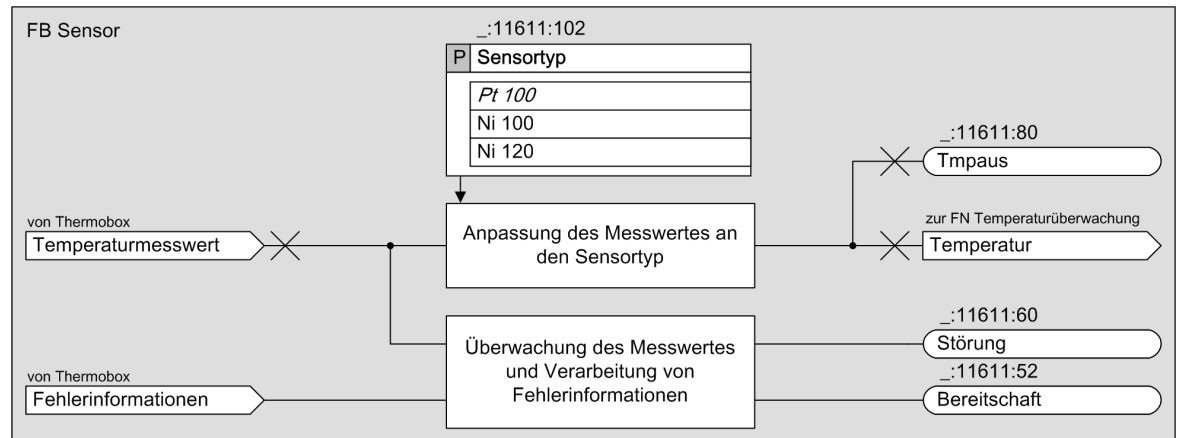 FB Sensor
_:11611:102
P Sensortyp
Pt 100
Ni 100
Ni 120
_:11611:80
Tmpaus
von Thermobox
Temperaturmesswert
Anpassung des Messwertes an
den Sensortyp
zur FN Temperaturüberwachung
Temperatur
_:11611:60
Störung
Überwachung des Messwertes
und Verarbeitung von
Fehlerinformationen
von Thermobox
Fehlerinformationen
_:11611:52
Bereitschaft